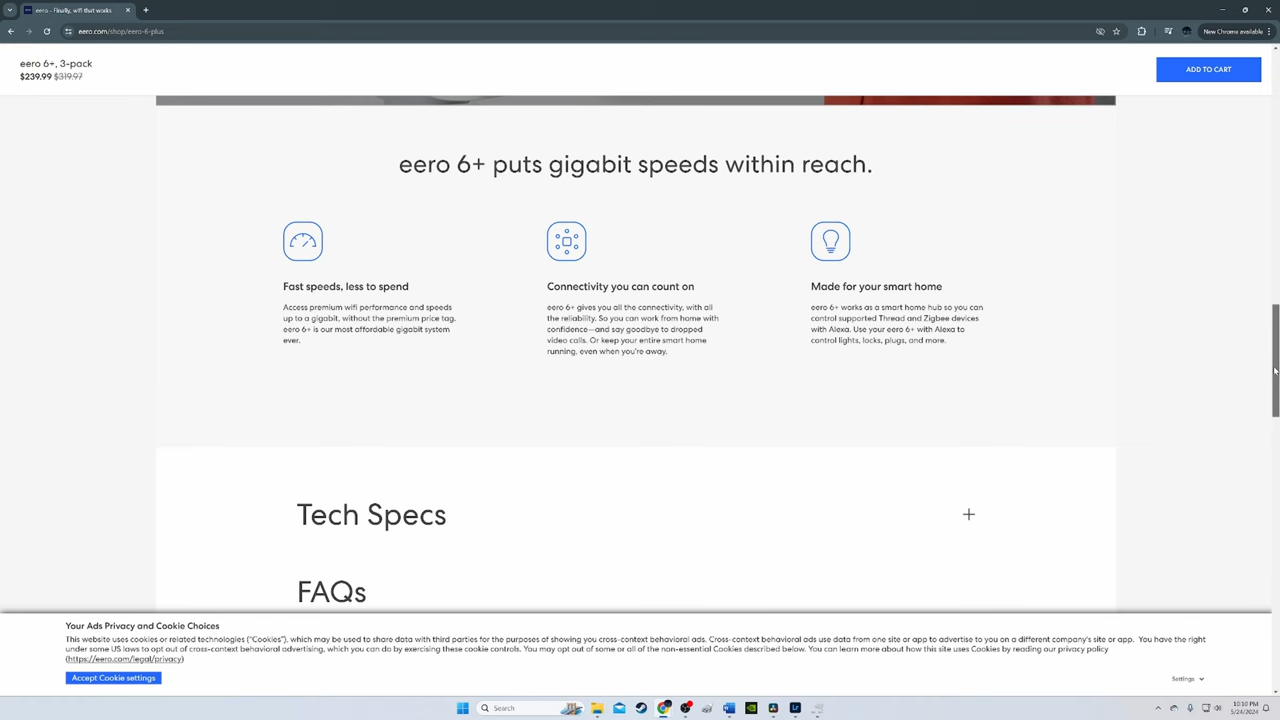 eero - Finally, wifi that works
eero.com/shop/eero-6-plus
New Chrome available
eero 6+, 3-pack
$239.99 $319.97
ADD TO CART
eero 6+ puts gigabit speeds within reach.
Fast speeds, less to spend
Access premium wifi performance and speeds
up to a gigabit, without the premium price tag.
eero 6+ is our most affordable gigabit system
ever.
Connectivity you can count on
eero 6+ gives you all the connectivity, with all
the reliability. So you can work from home with
confidence—and say goodbye to dropped
video calls. Or keep your entire smart home
running, even when you're away.
Made for your smart home
eero 6+ works as a smart home hub so you can
control supported Thread and Zigbee devices
with Alexa. Use your eero 6+ with Alexa to
control lights, locks, plugs, and more.
Tech Specs
FAQs
Your Ads Privacy and Cookie Choices
This website uses cookies or related technologies ("Cookies"), which may be used to share data with third parties for the purposes of showing you cross-context behavioral ads. Cross-context behavioral ads use data from one site or app to advertise to you on a different company's site or app. You have the right
under some US laws to opt out of cross-context behavioral advertising, which you can do by exercising these cookie controls. You may opt out of some or all of the non-essential Cookies described below. You can learn more about how this site uses Cookies by reading our privacy policy
(https://eero.com/legal/privacy)
Accept Cookie settings
Settings
Search
10:10 PM
5/24/2024